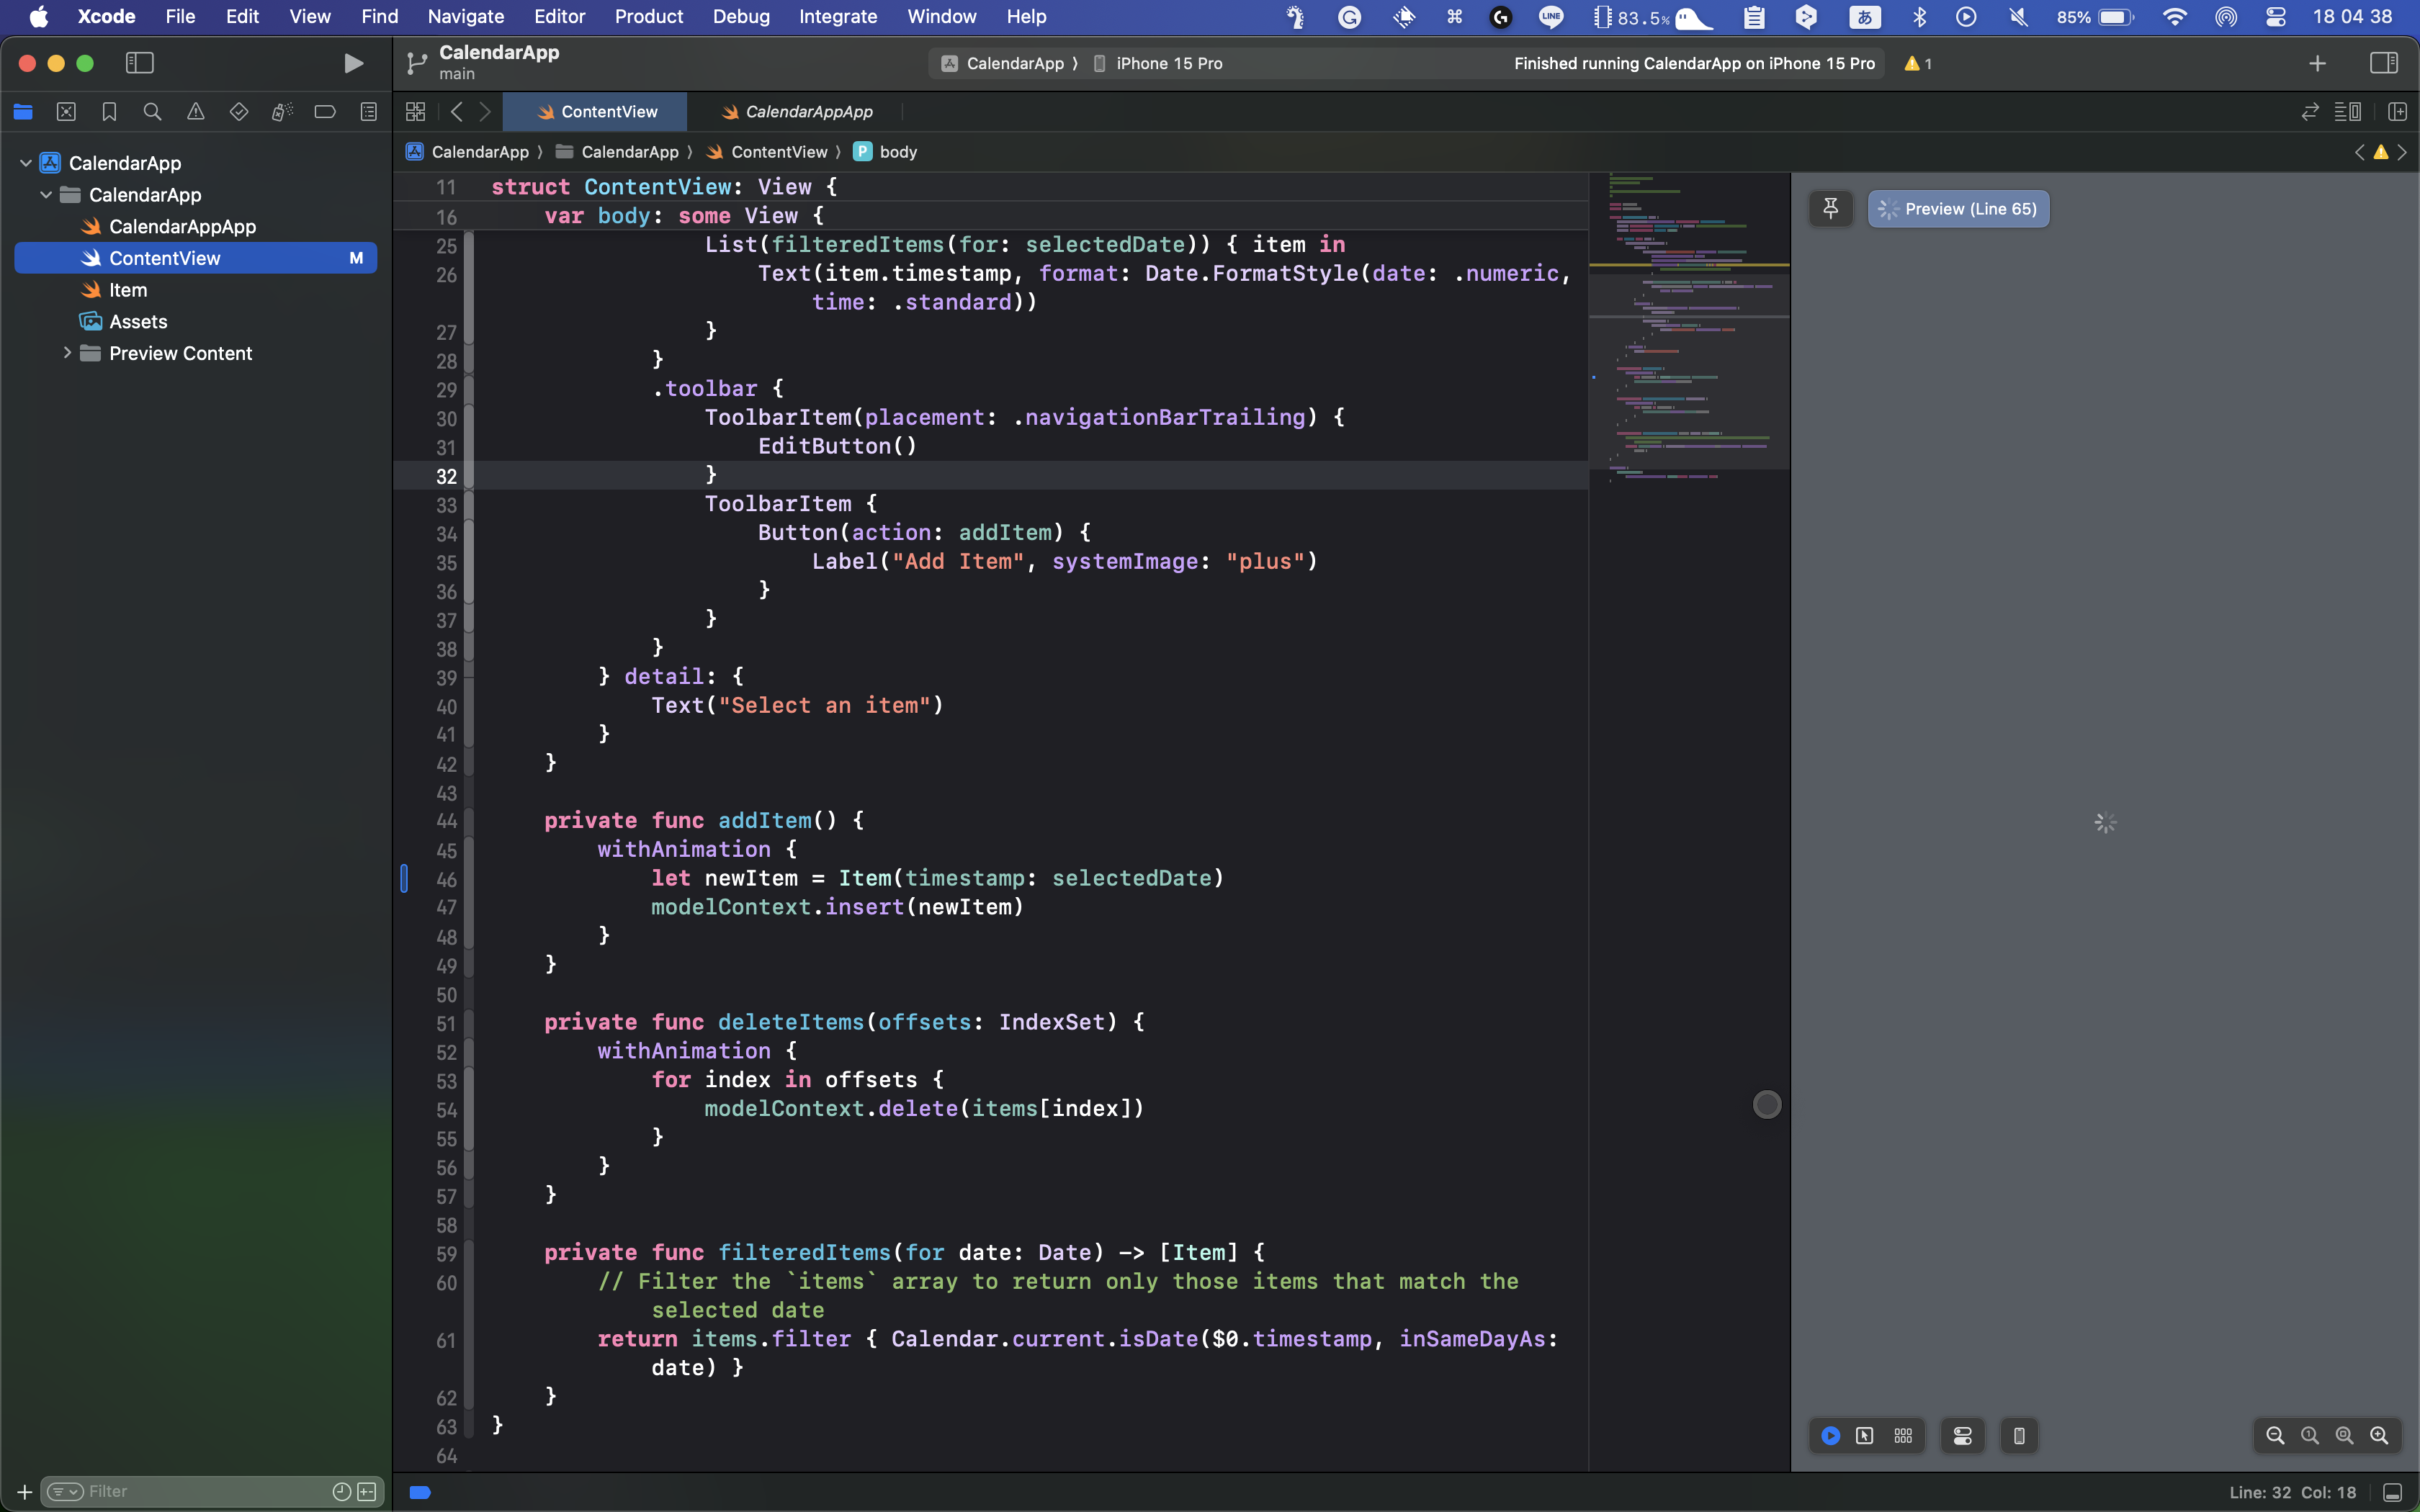 Xcode File Edit View Find Navigate Editor Product Debug Integrate Window Help LINE 83.5% あ 85% 18 04 38
CalendarApp
main
CalendarApp ⟩ iPhone 15 Pro Finished running CalendarApp on iPhone 15 Pro 1
ContentView CalendarAppApp
CalendarApp ⟩ CalendarApp ⟩ ContentView ⟩ P body
CalendarApp
CalendarApp
CalendarAppApp
ContentView M
Item
Assets
Preview Content
11 struct ContentView: View {
16 var body: some View {
25 List(filteredItems(for: selectedDate)) { item in
26 Text(item.timestamp, format: Date.FormatStyle(date: .numeric,
time: .standard))
27 }
28 }
29 .toolbar {
30 ToolbarItem(placement: .navigationBarTrailing) {
31 EditButton()
32 }
33 ToolbarItem {
34 Button(action: addItem) {
35 Label("Add Item", systemImage: "plus")
36 }
37 }
38 }
39 } detail: {
40 Text("Select an item")
41 }
42 }
43
44 private func addItem() {
45 withAnimation {
46 let newItem = Item(timestamp: selectedDate)
47 modelContext.insert(newItem)
48 }
49 }
50
51 private func deleteItems(offsets: IndexSet) {
52 withAnimation {
53 for index in offsets {
54 modelContext.delete(items[index])
55 }
56 }
57 }
58
59 private func filteredItems(for date: Date) -> [Item] {
60 // Filter the `items` array to return only those items that match the
selected date
61 return items.filter { Calendar.current.isDate($0.timestamp, inSameDayAs:
date) }
62 }
63 }
64
Preview (Line 65)
Filter
Line: 32 Col: 18